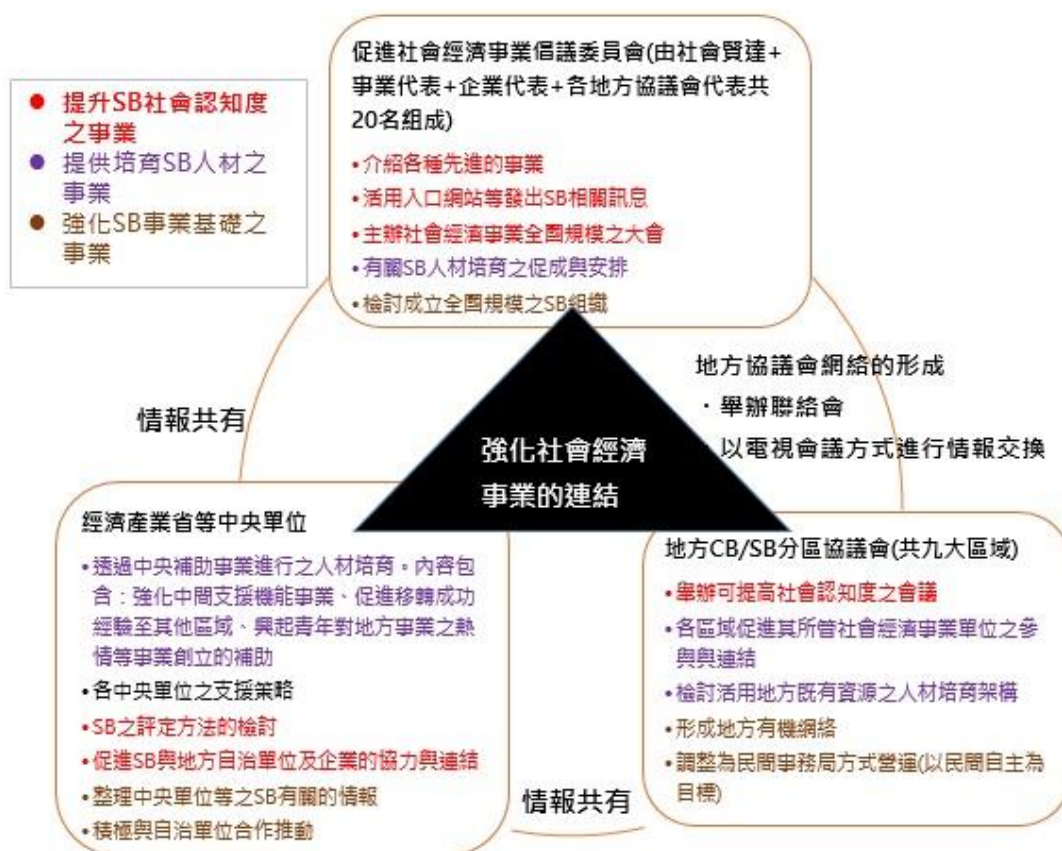 促進社會經濟事業倡議委員會(由社會賢達+
事業代表+企業代表+各地方協議會代表共
20名組成)
•介紹各種先進的事業
•活用入口網站等發出SB相關訊息
•主辦社會經濟事業全國規模之大會
•有關SB人材培育之促成與安排
•檢討成立全國規模之SB組織
● 提升SB社會認知度
之事業
● 提供培育SB人材之
事業
● 強化SB事業基礎之
事業
情報共有
地方協議會網絡的形成
・舉辦聯絡會
・以電視會議方式進行情報交換
強化社會經濟
事業的連結
經濟產業省等中央單位
•透過中央補助事業進行之人材培育。內容包
含：強化中間支援機能事業、促進移轉成功
經驗至其他區域、興起青年對地方事業之熱
情等事業創立的補助
•各中央單位之支援策略
•SB之評定方法的檢討
•促進SB與地方自治單位及企業的協力與連結
•整理中央單位等之SB有關的情報
•積極與自治單位合作推動
地方CB/SB分區協議會(共九大區域)
•舉辦可提高社會認知度之會議
•各區域促進其所管社會經濟事業單位之參
與與連結
•檢討活用地方既有資源之人材培育架構
•形成地方有機網絡
•調整為民間事務局方式營運(以民間自主為
目標)
情報共有